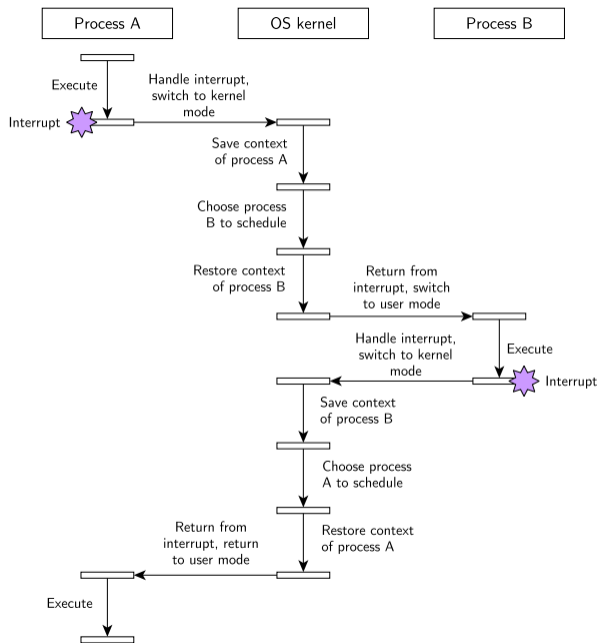 Process A
OS kernel
Process B
Execute
Handle interrupt,
switch to kernel
mode
Interrupt
Save context
of process A
Choose process
B to schedule
Restore context
of process B
Return from
interrupt, switch
to user mode
Handle interrupt,
switch to kernel
mode
Execute
Interrupt
Save context
of process B
Choose process
A to schedule
Restore context
of process A
Return from
interrupt, return
to user mode
Execute